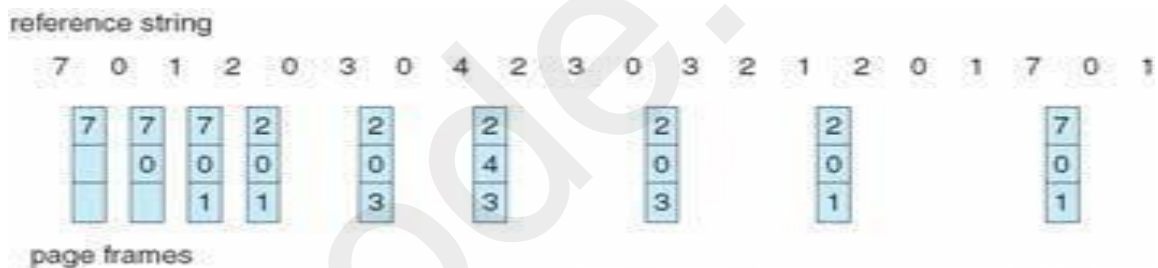 reference string
7 0 1 2 0 3 0 4 2 3 0 3 2 1 2 0 1 7 0 1
7 7 7 2 2 2 2 2 7
0 0 0 0 4 0 0 0
1 1 3 3 3 1 1
page frames
ode.